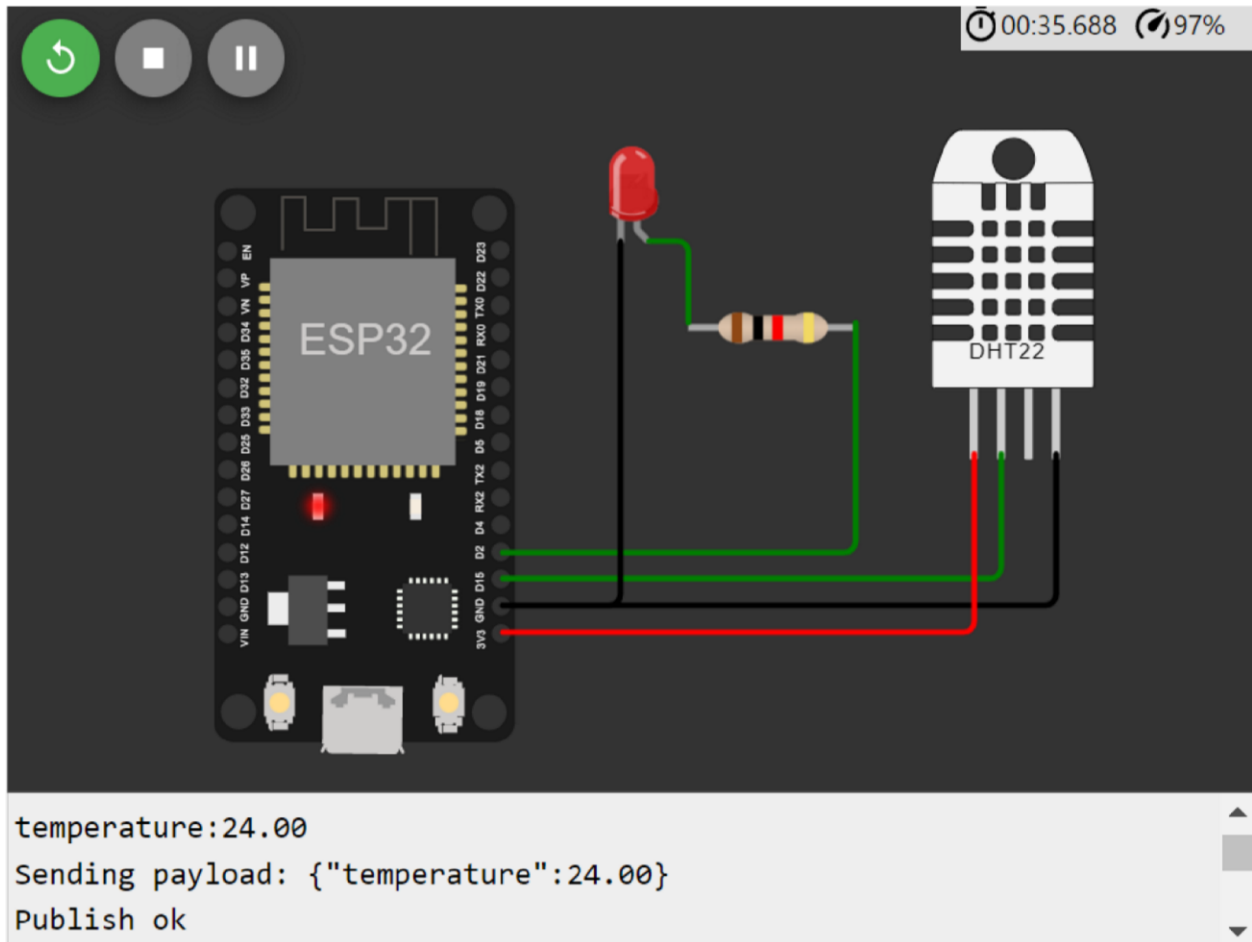 00:35.688 97%
EN
VP
VN
D34
D35
D32
D33
D25
D26
D27
D14
D12
D13
GND
VIN
ESP32
D23
D22
TX0
RX0
D21
D19
D18
D5
TX2
RX2
D4
D2
D15
GND
3V3
DHT22
temperature:24.00
Sending payload: {"temperature":24.00}
Publish ok